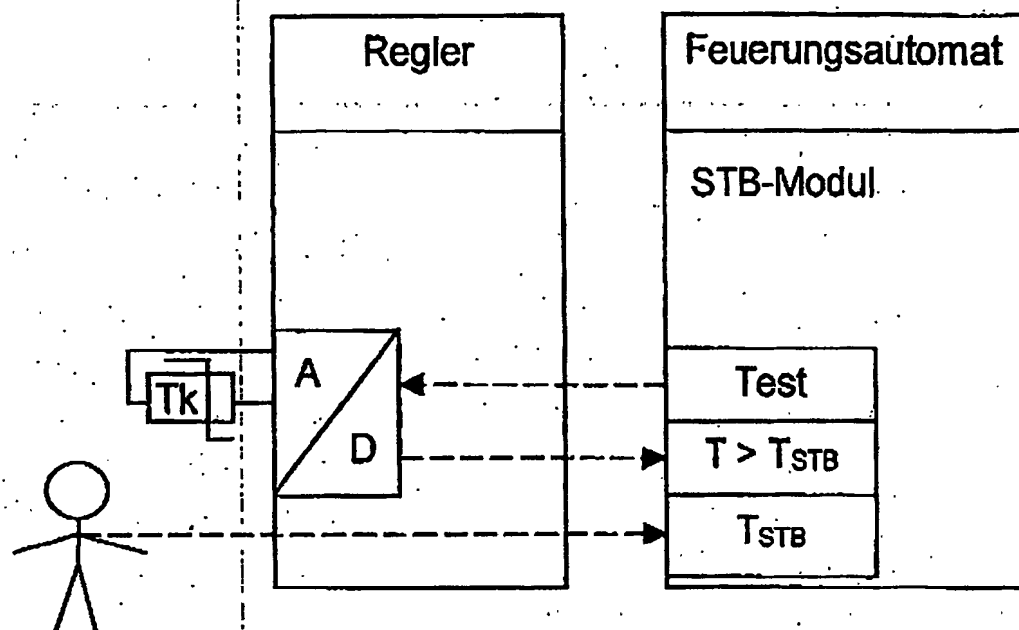 Regler
Feuerungsautomat
STB-Modul
A
Tk
D
Test
T > TSTB
TSTB